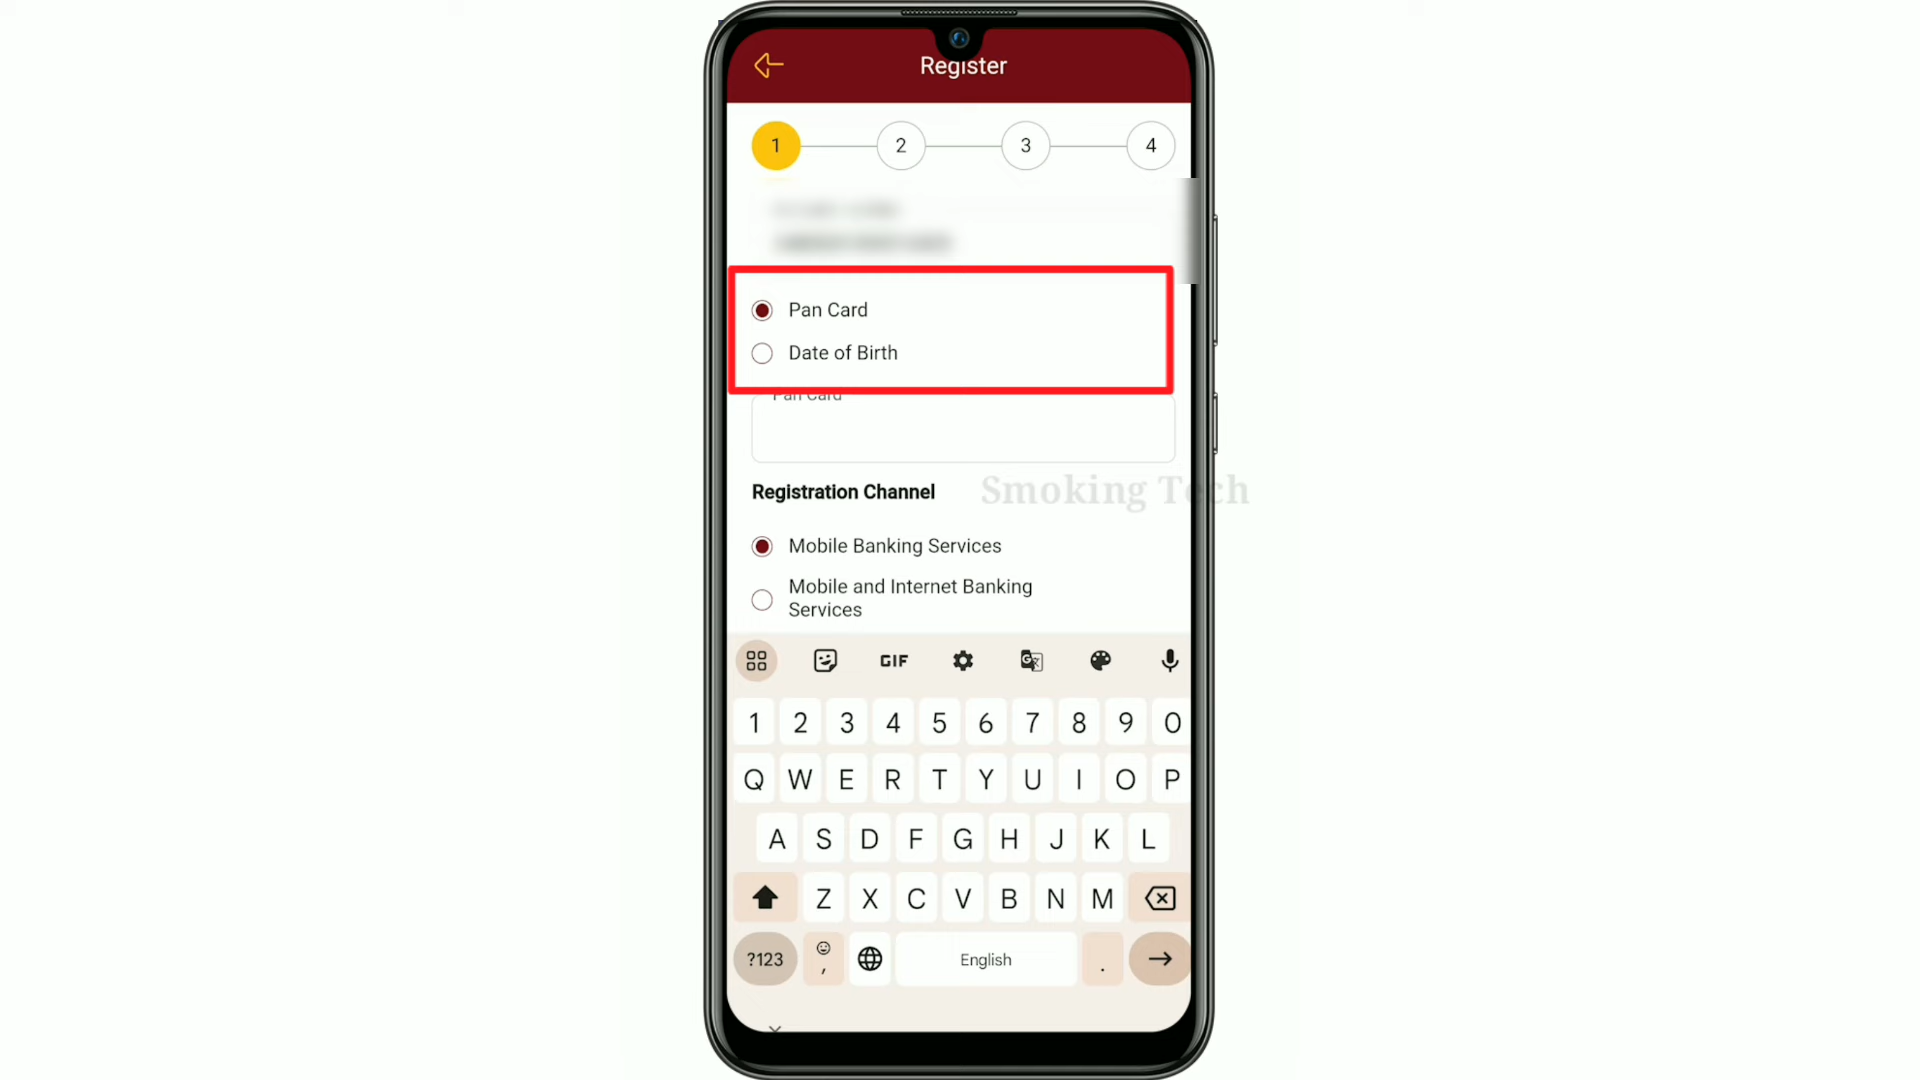 Register
1 2 3 4
Pan Card
Date of Birth
Pan Card
Registration Channel
Smoking Tech
Mobile Banking Services
Mobile and Internet Banking
Services
GIF
1 2 3 4 5 6 7 8 9 0
Q W E R T Y U I O P
A S D F G H J K L
Z X C V B N M
?123 , English .